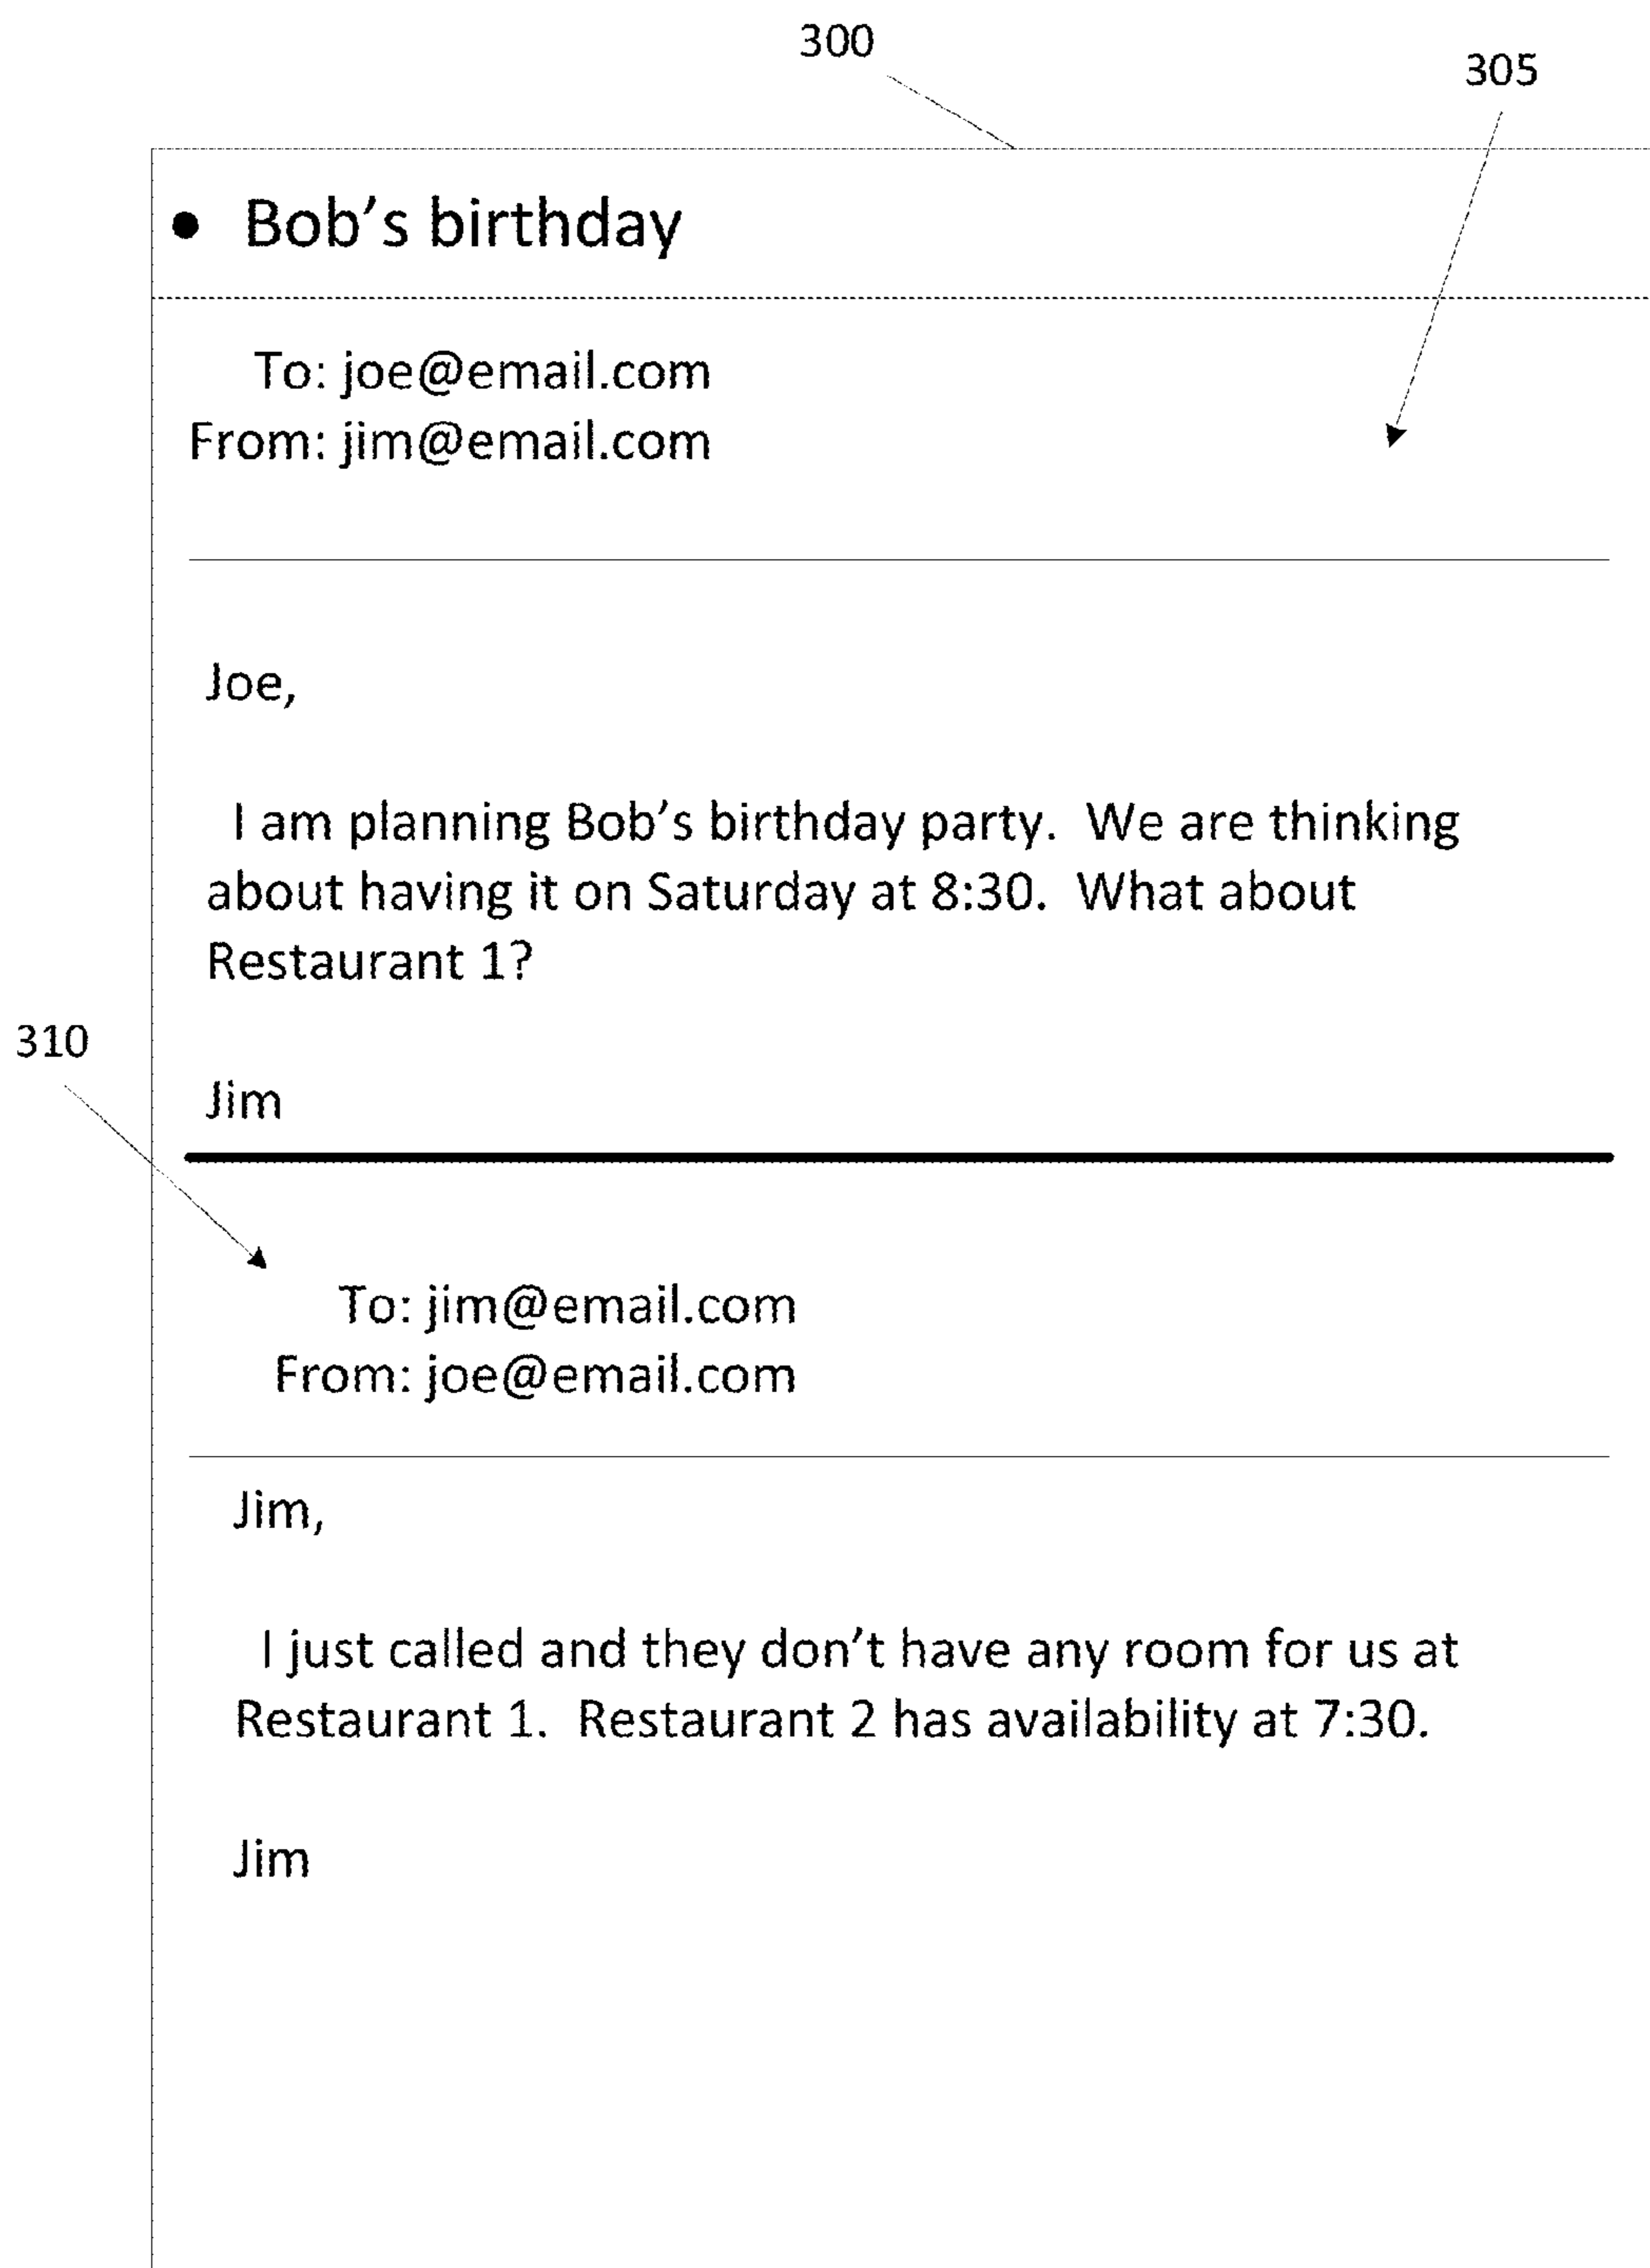 300
305
• Bob's birthday
To: joe@email.com
From: jim@email.com
Joe,
I am planning Bob's birthday party. We are thinking
about having it on Saturday at 8:30. What about
Restaurant 1?
310
Jim
To: jim@email.com
From: joe@email.com
Jim,
I just called and they don't have any room for us at
Restaurant 1. Restaurant 2 has availability at 7:30.
Jim